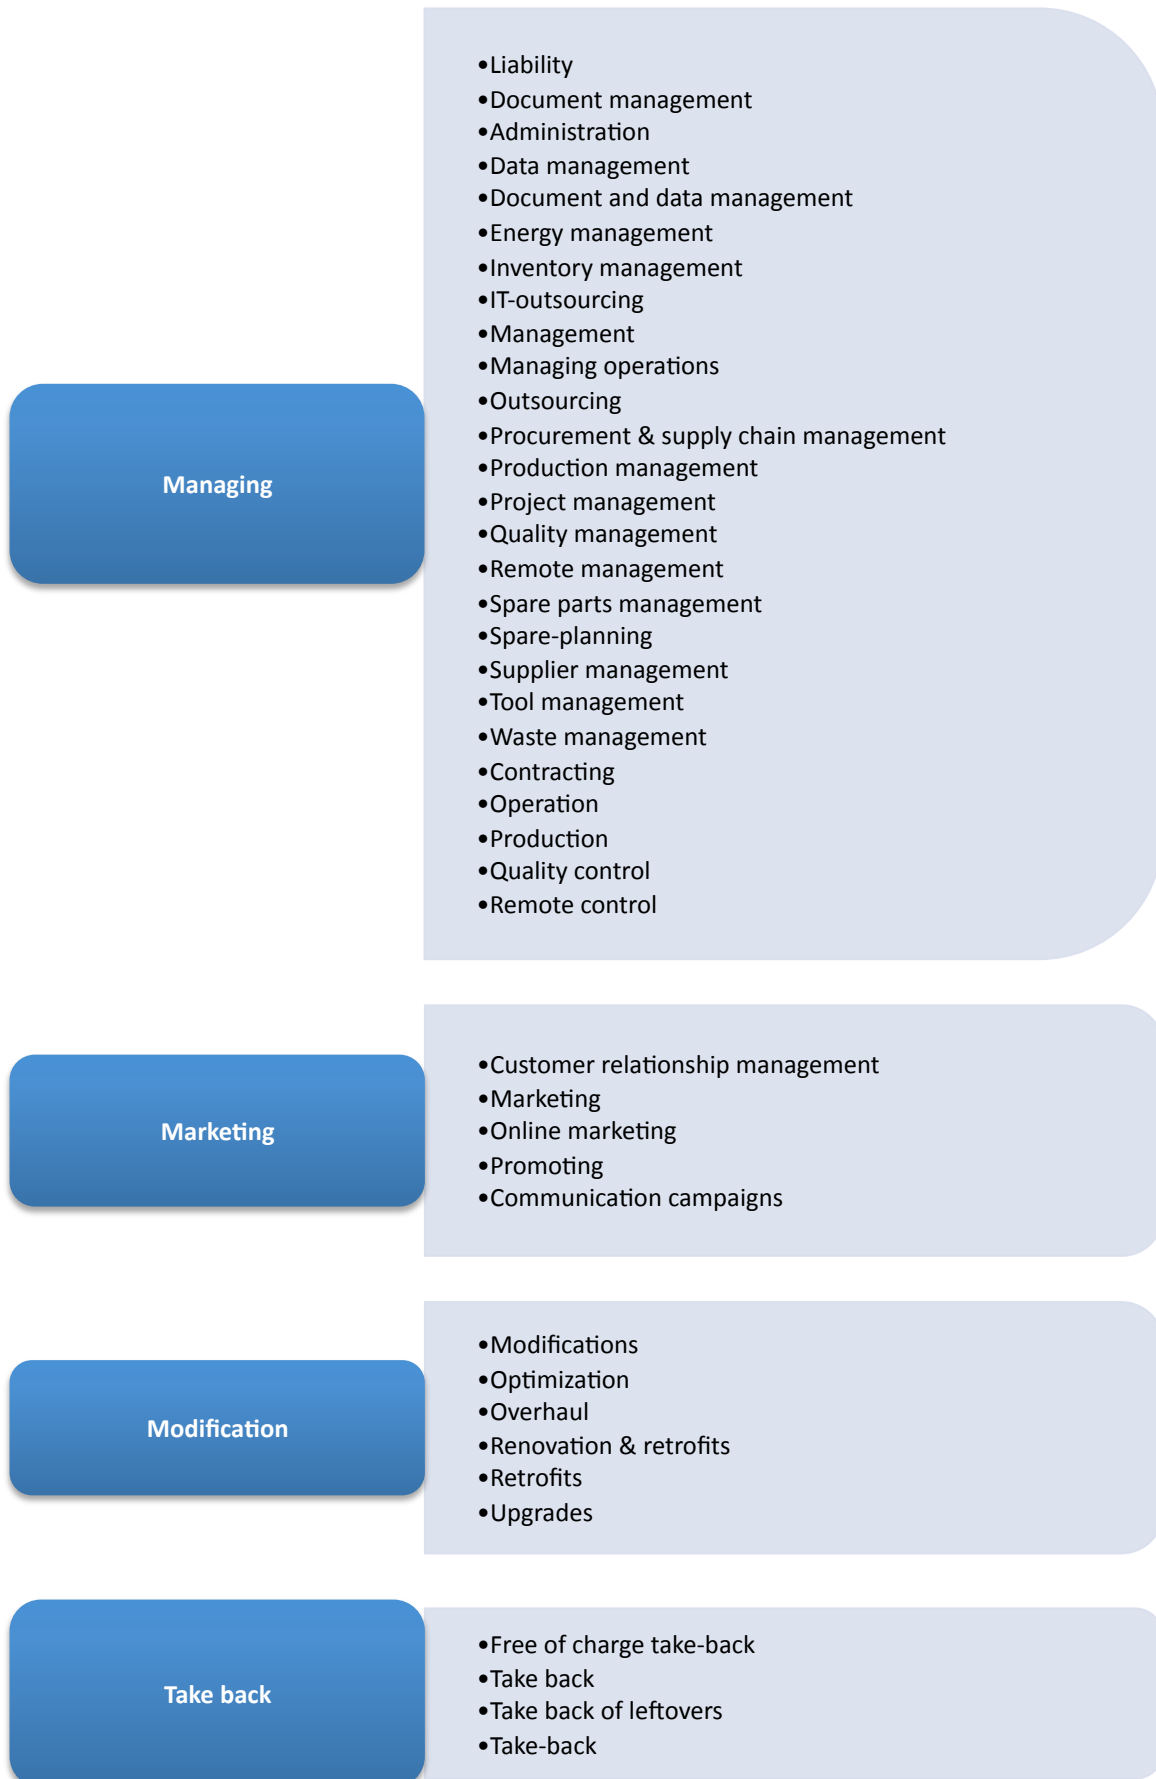 Managing
•Liability
•Document management
•Administration
•Data management
•Document and data management
•Energy management
•Inventory management
•IT-outsourcing
•Management
•Managing operations
•Outsourcing
•Procurement & supply chain management
•Production management
•Project management
•Quality management
•Remote management
•Spare parts management
•Spare-planning
•Supplier management
•Tool management
•Waste management
•Contracting
•Operation
•Production
•Quality control
•Remote control
Marketing
•Customer relationship management
•Marketing
•Online marketing
•Promoting
•Communication campaigns
Modification
•Modifications
•Optimization
•Overhaul
•Renovation & retrofits
•Retrofits
•Upgrades
Take back
•Free of charge take-back
•Take back
•Take back of leftovers
•Take-back